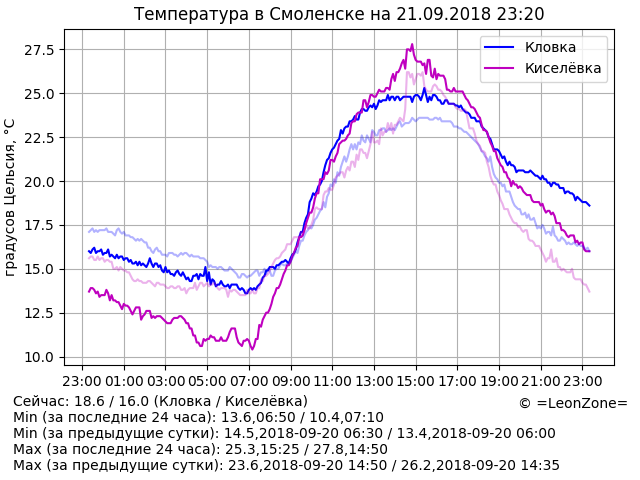 Температура в Смоленске на 21.09.2018 23:20
Кловка
Киселёвка
градусов Цельсия, °C
27.5
25.0
22.5
20.0
17.5
15.0
12.5
10.0
23:00 01:00 03:00 05:00 07:00 09:00 11:00 13:00 15:00 17:00 19:00 21:00 23:00
Сейчас: 18.6 / 16.0 (Кловка / Киселёвка)
© =LeonZone=
Min (за последние 24 часа): 13.6,06:50 / 10.4,07:10
Min (за предыдущие сутки): 14.5,2018-09-20 06:30 / 13.4,2018-09-20 06:00
Max (за последние 24 часа): 25.3,15:25 / 27.8,14:50
Max (за предыдущие сутки): 23.6,2018-09-20 14:50 / 26.2,2018-09-20 14:35